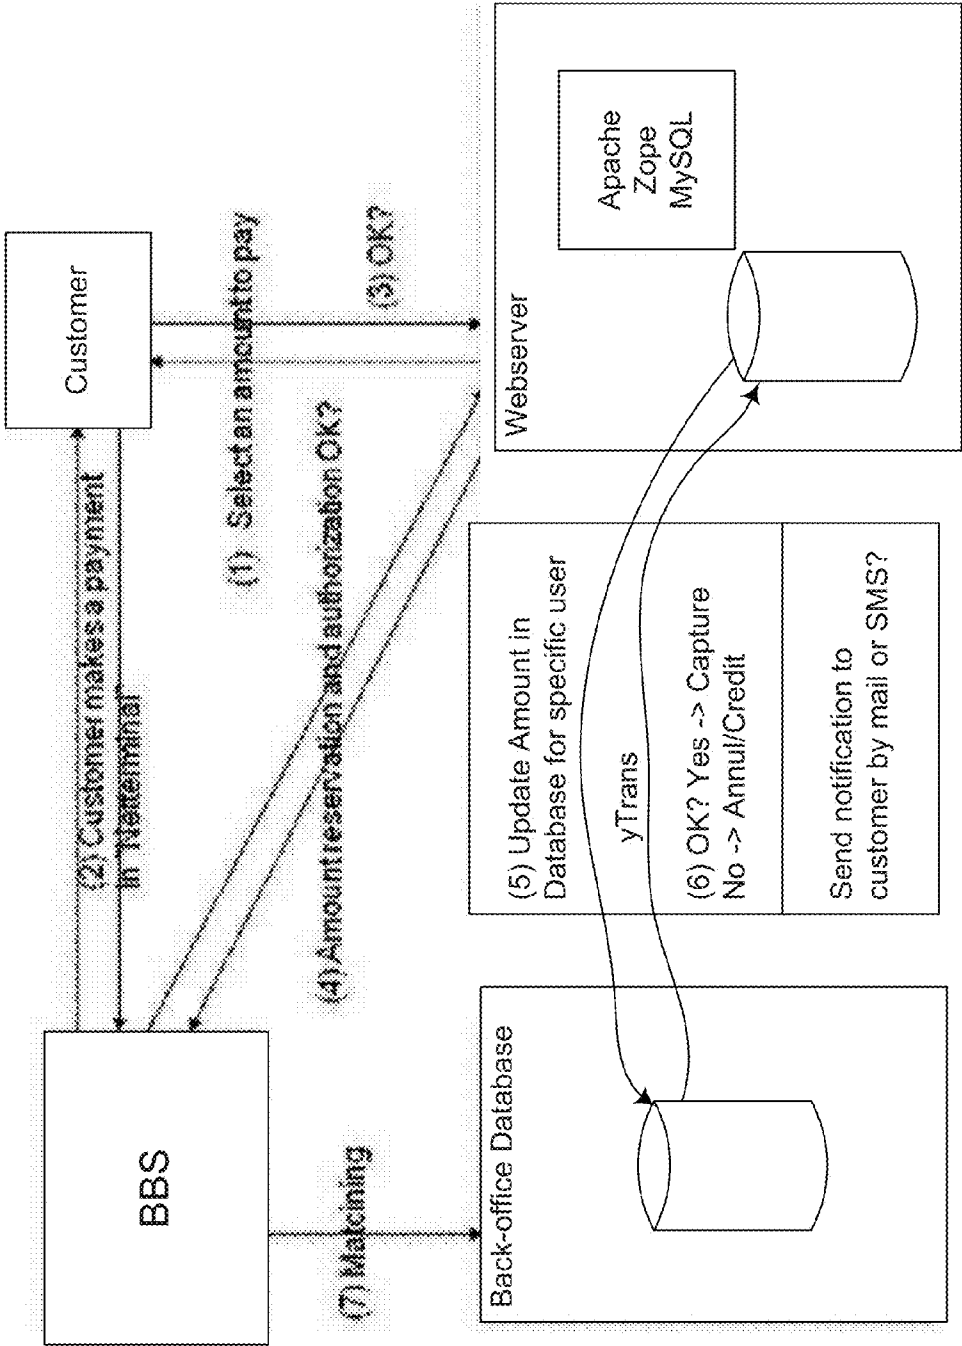 BBS
(2) Customer makes a payment
in 'Netterminal'
Customer
(1) Select an amount to pay
(3) OK?
(4) Amount reservation and authorization OK?
(7) Matcining
Back-office Database
(5) Update Amount in
Database for specific user
yTrans
(6) OK? Yes -> Capture
No -> Annul/Credit
Send notification to
customer by mail or SMS?
Webserver
Apache
Zope
MySQL